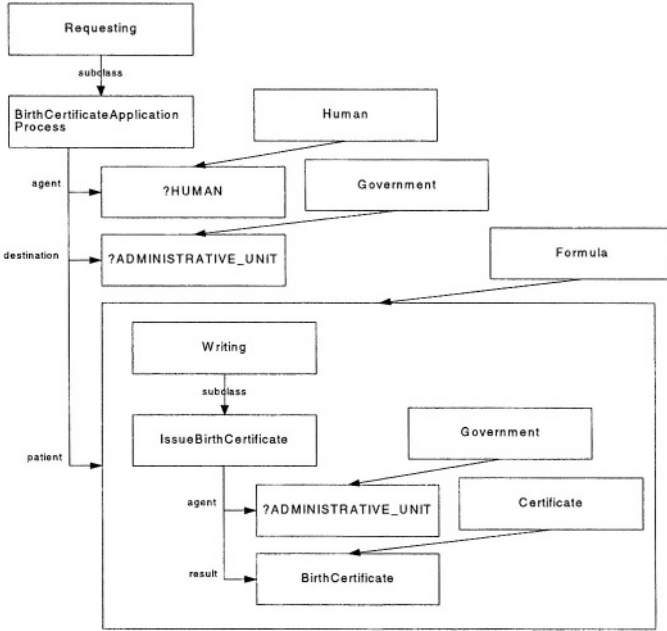 Requesting
subclass
BirthCertificateApplication
Process
Human
agent
?HUMAN
Government
destination
?ADMINISTRATIVE_UNIT
Formula
Writing
subclass
IssueBirthCertificate
Government
patient
agent
?ADMINISTRATIVE_UNIT
Certificate
result
BirthCertificate